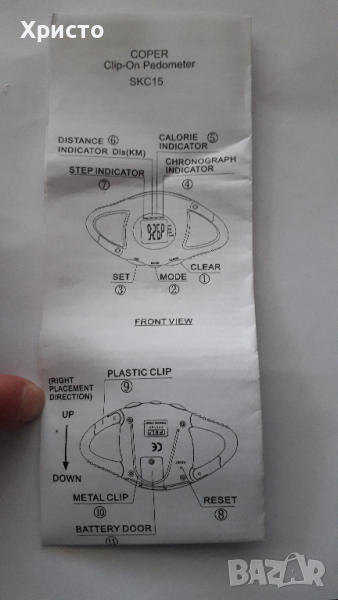 Христо
COPER
Clip-On Pedometer
SKC15
DISTANCE ⑥
INDICATOR Dis(KM)
CALORIE ⑤
INDICATOR
STEP INDICATOR
⑦
CHRONOGRAPH
INDICATOR
④
SET
③
MODE
②
CLEAR
①
FRONT VIEW
(RIGHT
PLACEMENT
DIRECTION)
PLASTIC CLIP
⑨
UP
DOWN
METAL CLIP
⑩
RESET
⑧
BATTERY DOOR
⑪
BAZAR